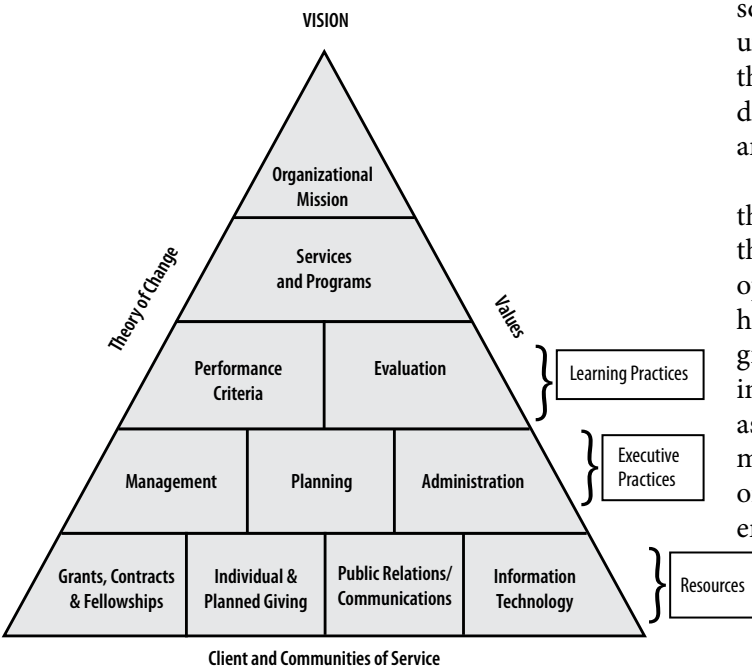 VISION
Organizational
Mission
Services
and Programs
Theory of Change
Values
Performance
Criteria
Evaluation
Learning Practices
Management
Planning
Administration
Executive
Practices
Grants, Contracts
& Fellowships
Individual &
Planned Giving
Public Relations/
Communications
Information
Technology
Resources
Client and Communities of Service